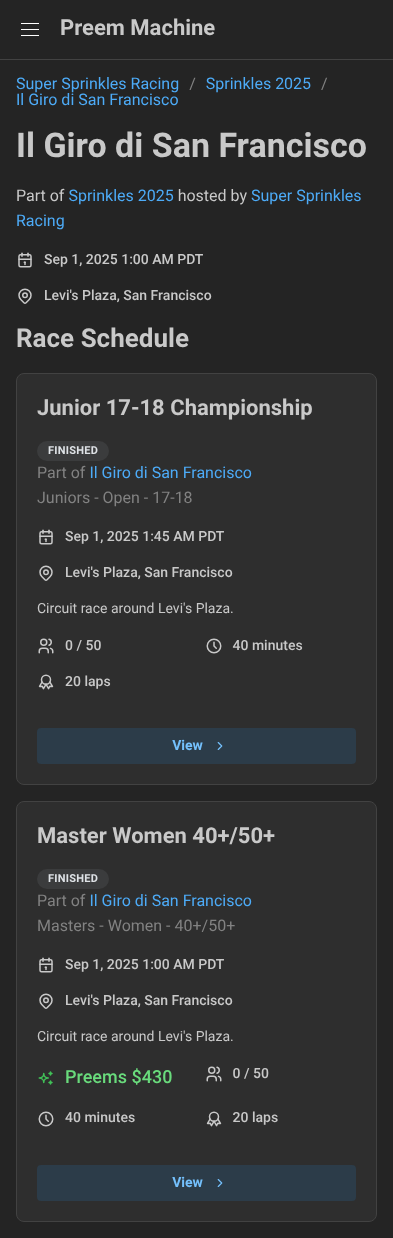 Preem Machine
Super Sprinkles Racing / Sprinkles 2025 /
Il Giro di San Francisco
Il Giro di San Francisco
Part of Sprinkles 2025 hosted by Super Sprinkles
Racing
Sep 1, 2025 1:00 AM PDT
Levi's Plaza, San Francisco
Race Schedule
Junior 17-18 Championship
FINISHED
Part of Il Giro di San Francisco
Juniors - Open - 17-18
Sep 1, 2025 1:45 AM PDT
Levi's Plaza, San Francisco
Circuit race around Levi's Plaza.
0 / 50 40 minutes
20 laps
View
Master Women 40+/50+
FINISHED
Part of Il Giro di San Francisco
Masters - Women - 40+/50+
Sep 1, 2025 1:00 AM PDT
Levi's Plaza, San Francisco
Circuit race around Levi's Plaza.
Preems $430 0 / 50
40 minutes 20 laps
View